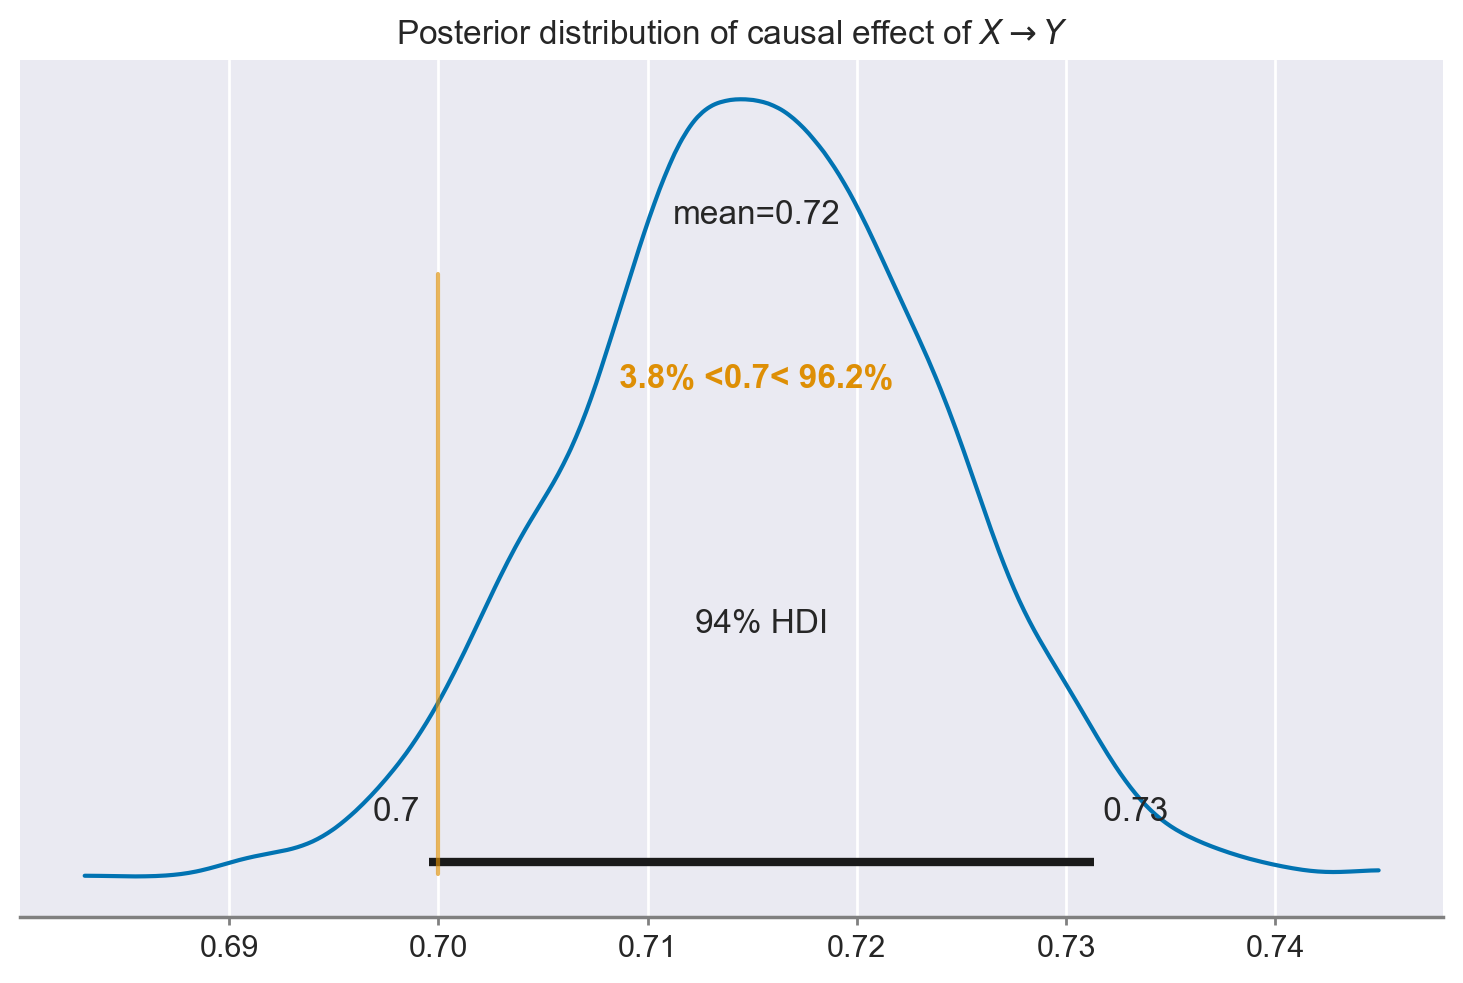 Posterior distribution of causal effect of X → Y
mean=0.72
3.8% <0.7< 96.2%
94% HDI
0.7 0.73
0.69 0.70 0.71 0.72 0.73 0.74